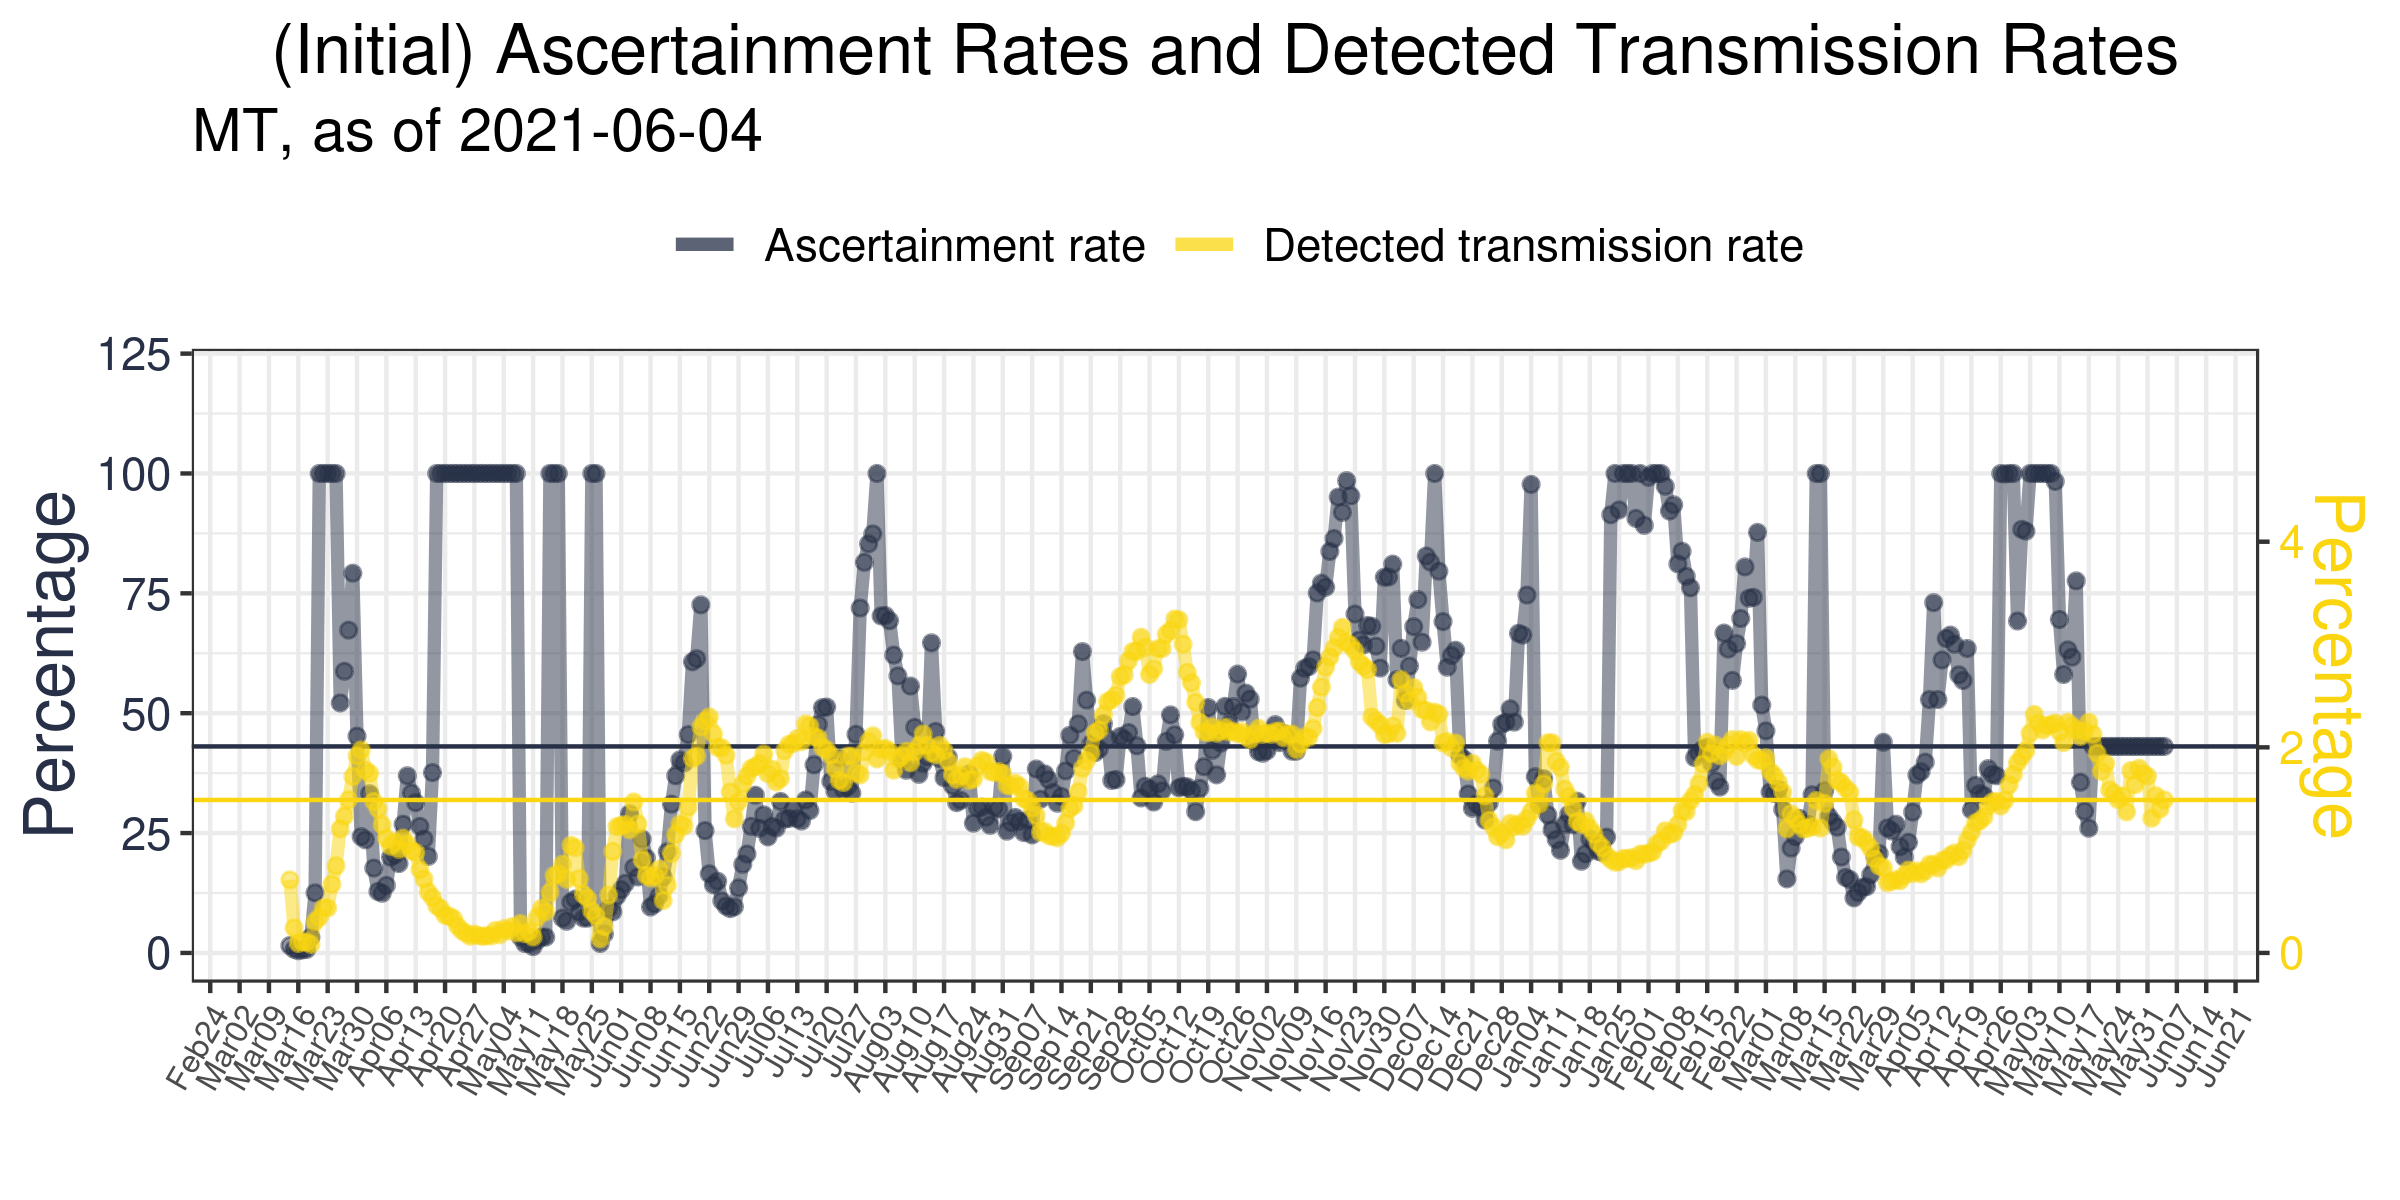 (Initial) Ascertainment Rates and Detected Transmission Rates
MT, as of 2021-06-04
Ascertainment rate
Detected transmission rate
Percentage
125
100
75
50
25
0
4
2
0
Percentage
Feb24
Mar02
Mar09
Mar16
Mar23
Mar30
Apr06
Apr13
Apr20
Apr27
May04
May11
May18
May25
Jun01
Jun08
Jun15
Jun22
Jun29
Jul06
Jul13
Jul20
Jul27
Aug03
Aug10
Aug17
Aug24
Aug31
Sep07
Sep14
Sep21
Sep28
Oct05
Oct12
Oct19
Oct26
Nov02
Nov09
Nov16
Nov23
Nov30
Dec07
Dec14
Dec21
Dec28
Jan04
Jan11
Jan18
Jan25
Feb01
Feb08
Feb15
Feb22
Mar01
Mar08
Mar15
Mar22
Mar29
Apr05
Apr12
Apr19
Apr26
May03
May10
May17
May24
May31
Jun07
Jun14
Jun21